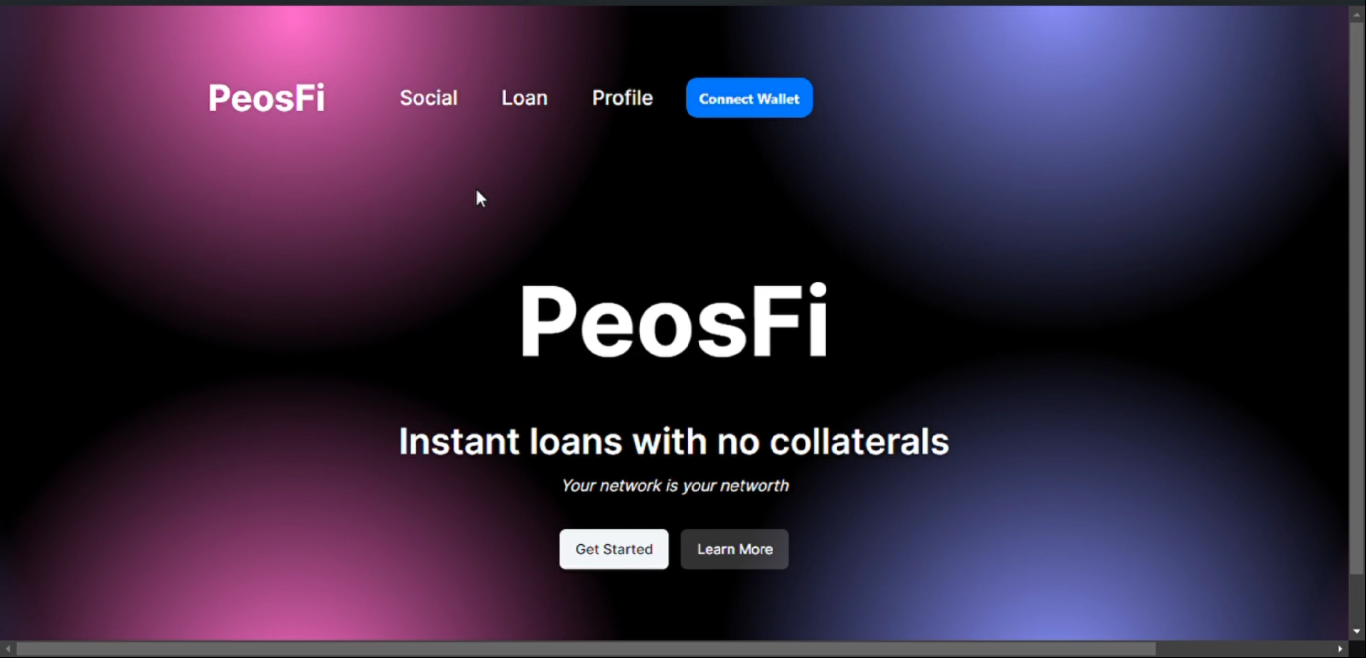 PeosFi Social Loan Profile Connect Wallet
PeosFi
Instant loans with no collaterals
Your network is your networth
Get Started Learn More